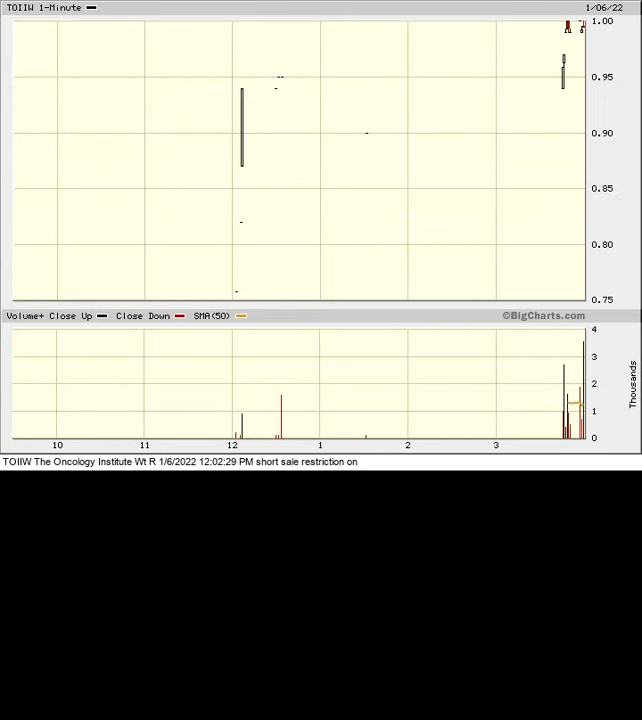 TOIIW 1-Minute 1/06/22
1.00
0.95
0.90
0.85
0.80
0.75
Volume+ Close Up Close Down SMA(50) ©BigCharts.com
4
3
2
1
0
Thousands
10 11 12 1 2 3
TOIIW The Oncology Institute Wt R 1/6/2022 12:02:29 PM short sale restriction on